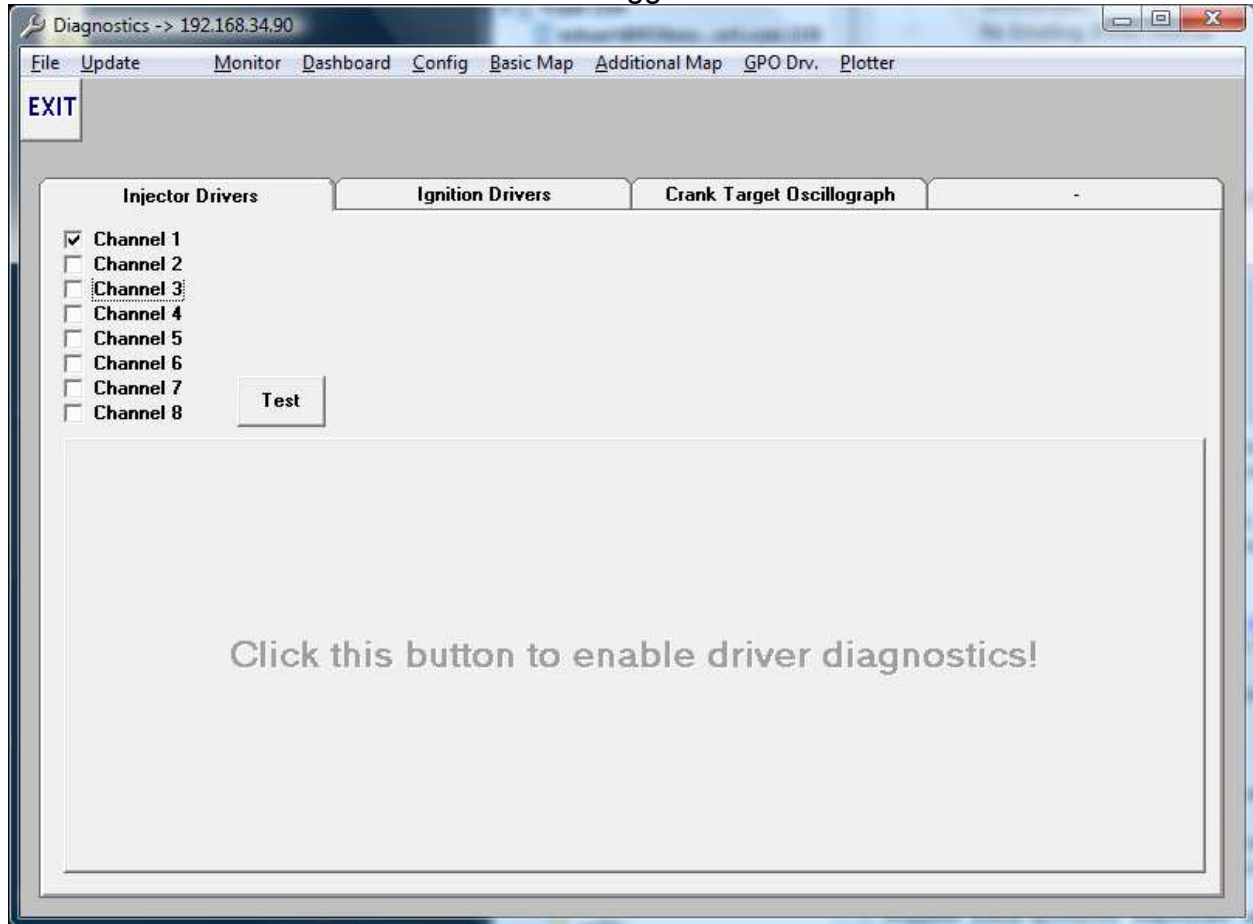 Diagnostics -> 192.168.34.90
File Update Monitor Dashboard Config Basic Map Additional Map GPO Drv. Plotter
EXIT
Injector Drivers Ignition Drivers Crank Target Oscillograph -
Channel 1
Channel 2
Channel 3
Channel 4
Channel 5
Channel 6
Channel 7
Channel 8
Test
Click this button to enable driver diagnostics!